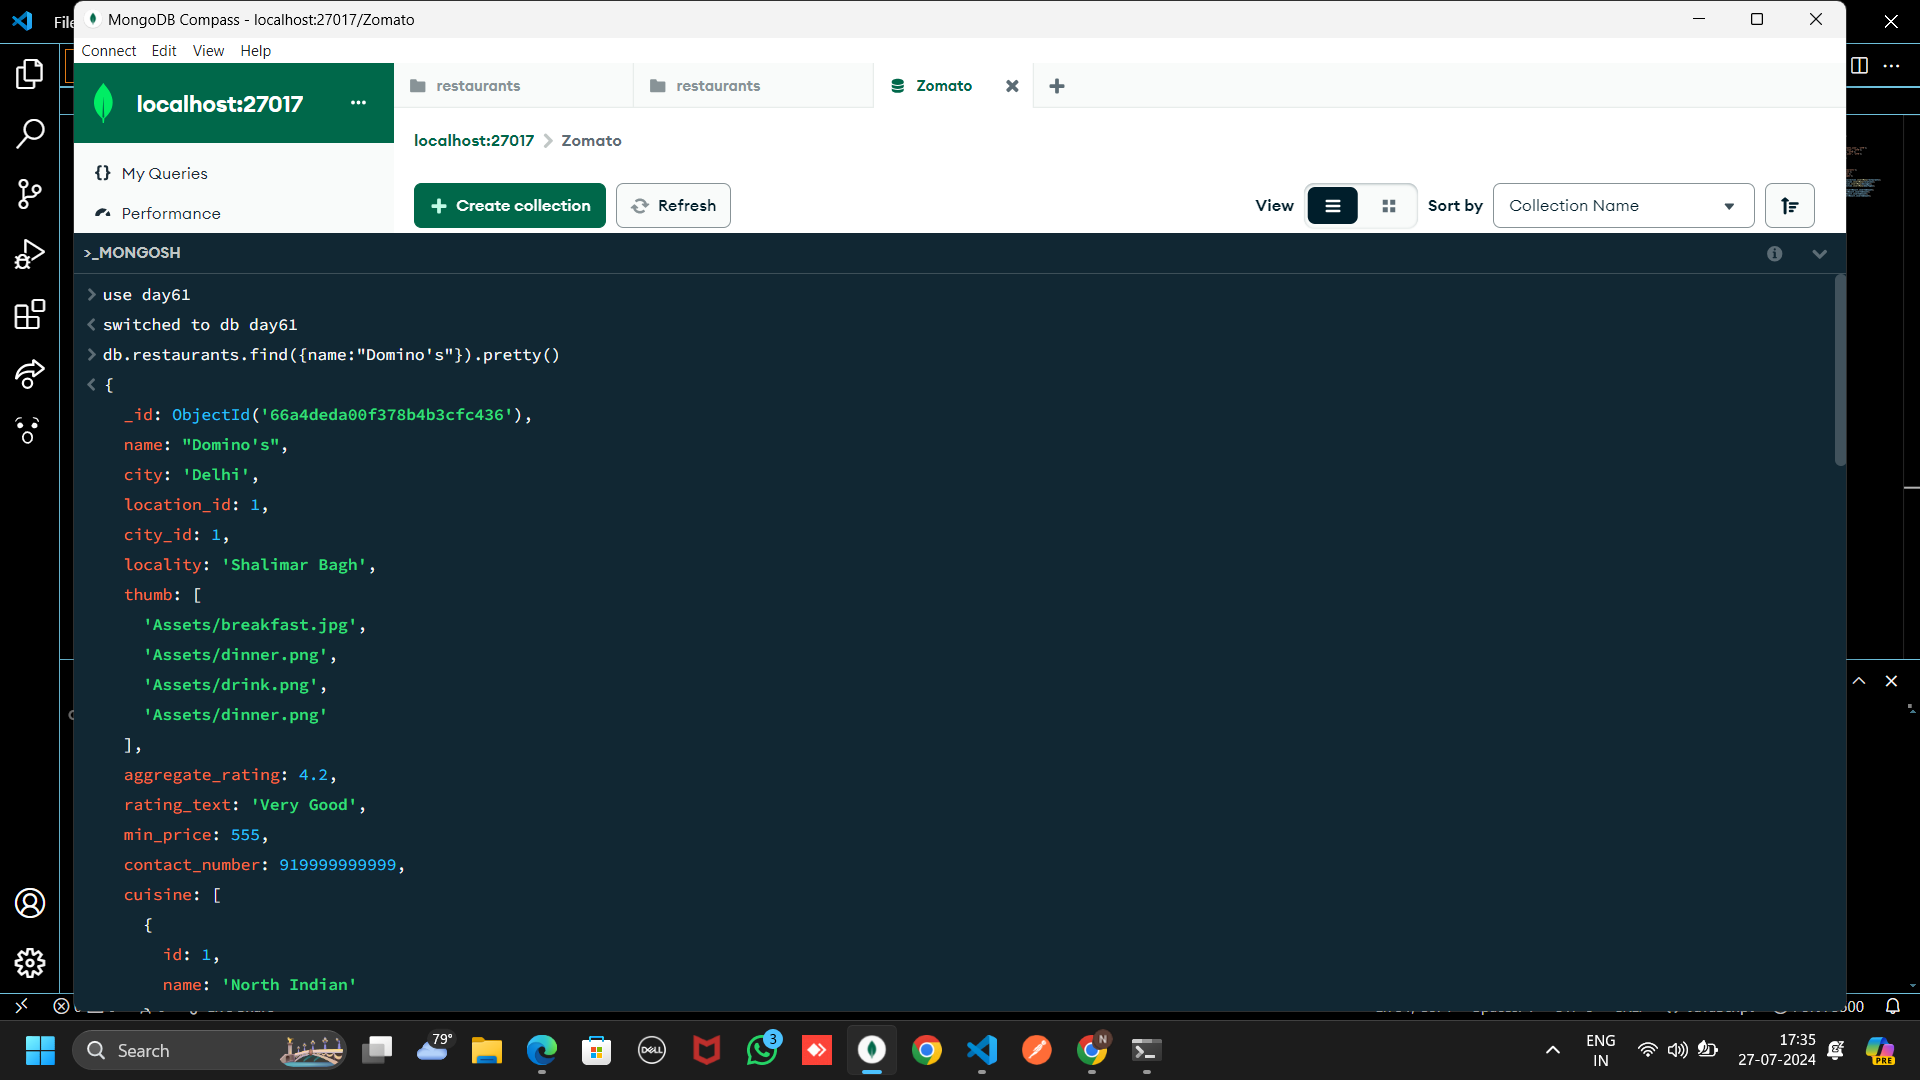 File
MongoDB Compass - localhost:27017/Zomato
Connect Edit View Help
localhost:27017 ...
restaurants
restaurants
Zomato
My Queries
Performance
localhost:27017 > Zomato
+ Create collection
Refresh
View
Sort by
Collection Name
>_MONGOSH
> use day61
< switched to db day61
> db.restaurants.find({name:"Domino's"}).pretty()
< {
_id: ObjectId('66a4deda00f378b4b3cfc436'),
name: "Domino's",
city: 'Delhi',
location_id: 1,
city_id: 1,
locality: 'Shalimar Bagh',
thumb: [
'Assets/breakfast.jpg',
'Assets/dinner.png',
'Assets/drink.png',
'Assets/dinner.png'
],
aggregate_rating: 4.2,
rating_text: 'Very Good',
min_price: 555,
contact_number: 919999999999,
cuisine: [
{
id: 1,
name: 'North Indian'
Search
79°
DELL
3
N
ENG
IN
17:35
27-07-2024
PRE